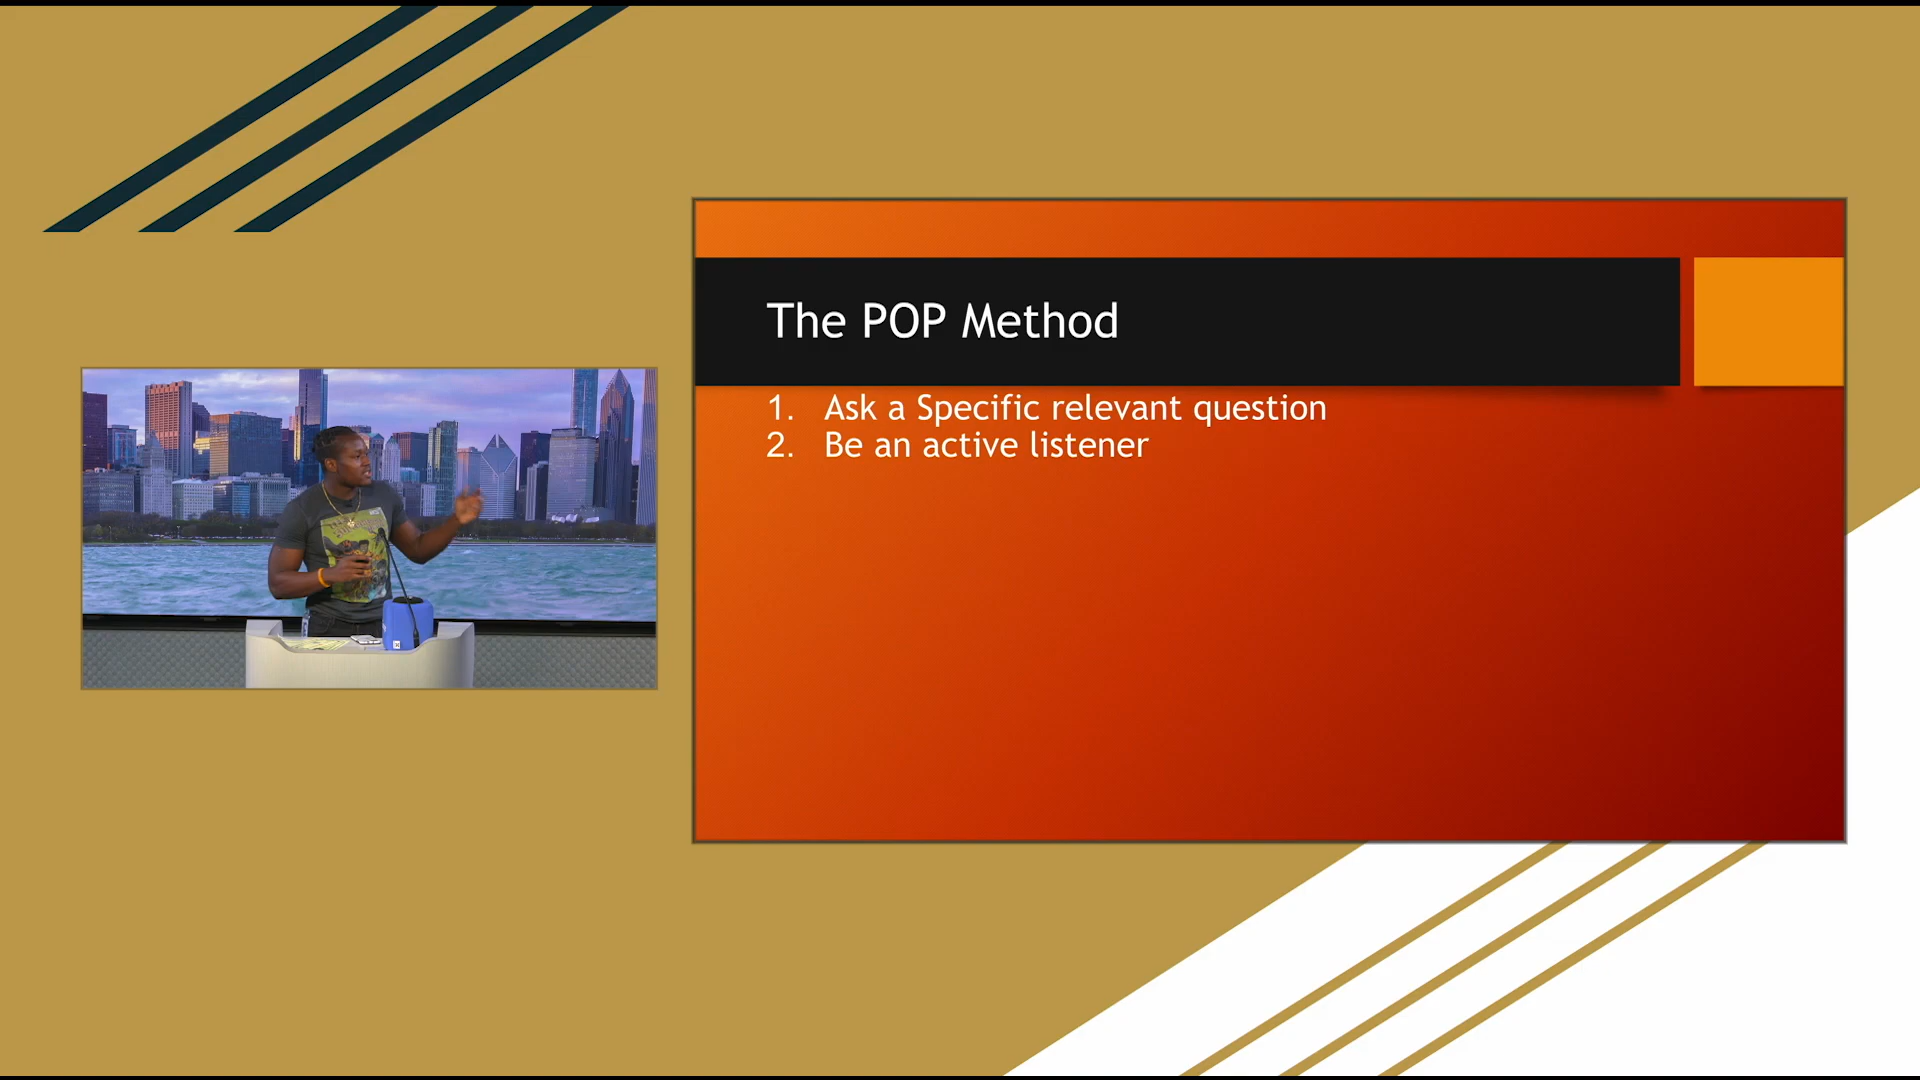 The POP Method
1. Ask a Specific relevant question
2. Be an active listener